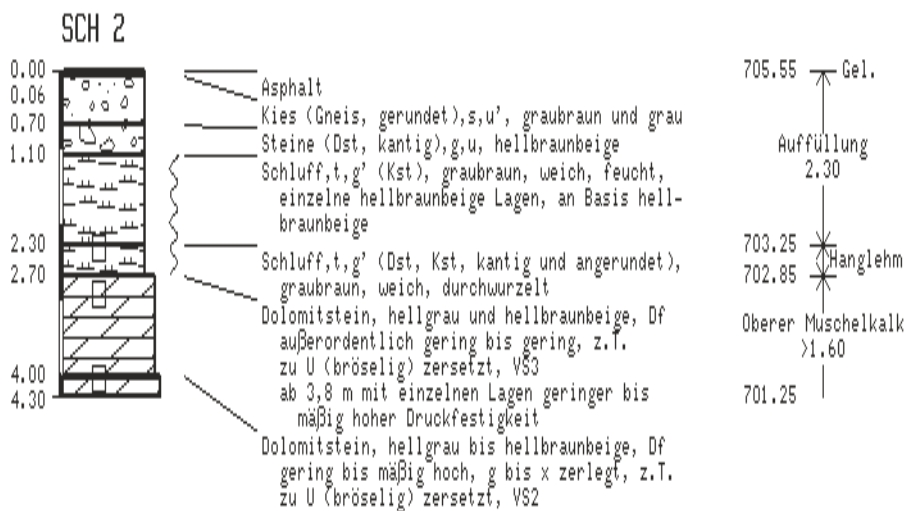 SCH 2
0.00
0.06
0.70
1.10
2.30
2.70
4.00
4.30
Asphalt
Kies (Gneis, gerundet),s,u', graubraun und grau
Steine (Dst, kantig),g,u, hellbraunbeige
Schluff,t,g' (Kst), graubraun, weich, feucht,
einzelne hellbraunbeige Lagen, an Basis hell-
braunbeige
Schluff,t,g' (Dst, Kst, kantig und angerundet),
graubraun, weich, durchwurzelt
Dolomitstein, hellgrau und hellbraunbeige, Df
außerordentlich gering bis gering, z.T.
zu U (bröselig) zersetzt, VS3
ab 3,8 m mit einzelnen Lagen geringer bis
mäßig hoher Druckfestigkeit
Dolomitstein, hellgrau bis hellbraunbeige, Df
gering bis mäßig hoch, g bis x zerlegt, z.T.
zu U (bröselig) zersetzt, VS2
705.55 Gel.
Auffüllung
2.30
703.25
Hanglehm
702.85
Oberer Muschelkalk
>1.60
701.25